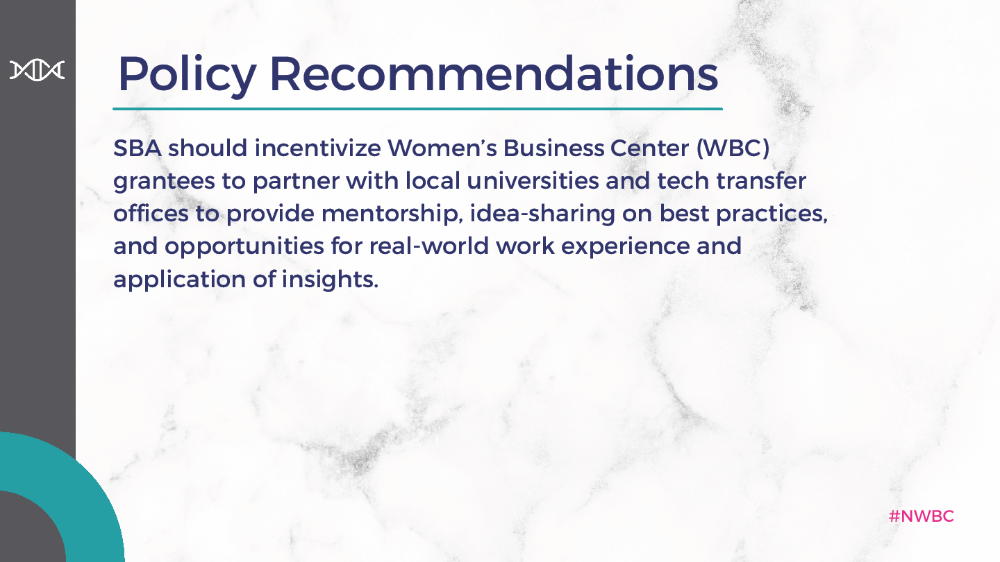 Policy Recommendations
SBA should incentivize Women’s Business Center (WBC)
grantees to partner with local universities and tech transfer
offices to provide mentorship, idea-sharing on best practices,
and opportunities for real-world work experience and
application of insights.
#NWBC